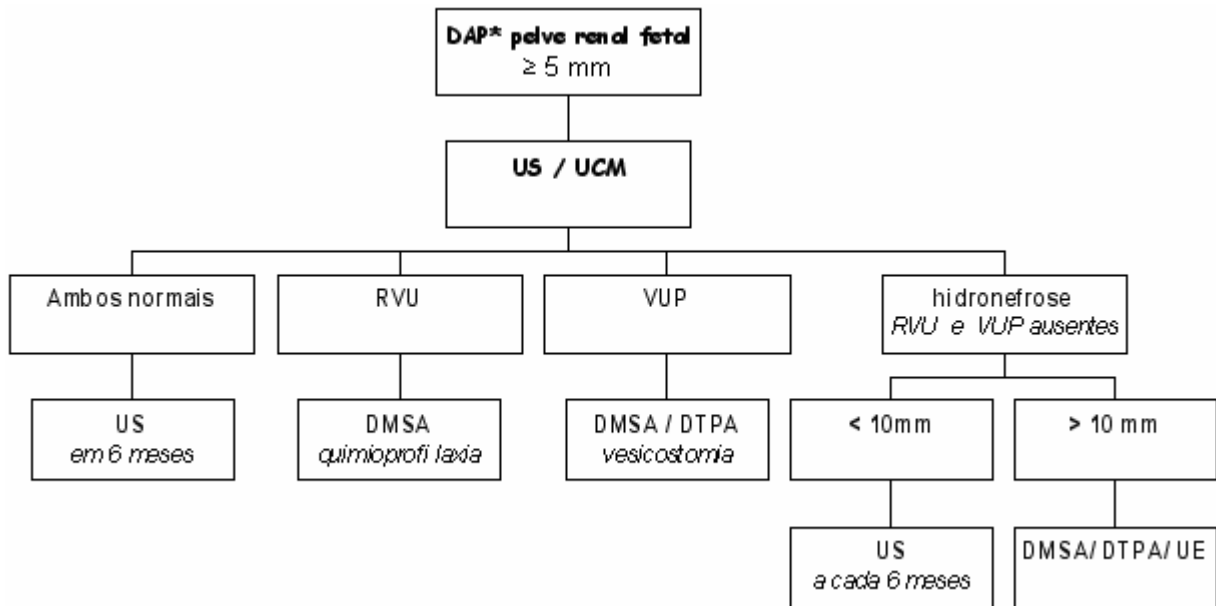 DAP* pelve renal fetal
≥ 5 mm
US / UCM
Ambos normais
RVU
VUP
hidronefrose
RVU e VUP ausentes
US
em 6 meses
DMSA
quimioprofilaxia
DMSA / DTPA
vesicostomia
< 10mm
> 10 mm
US
a cada 6 meses
DMSA/ DTPA/ UE